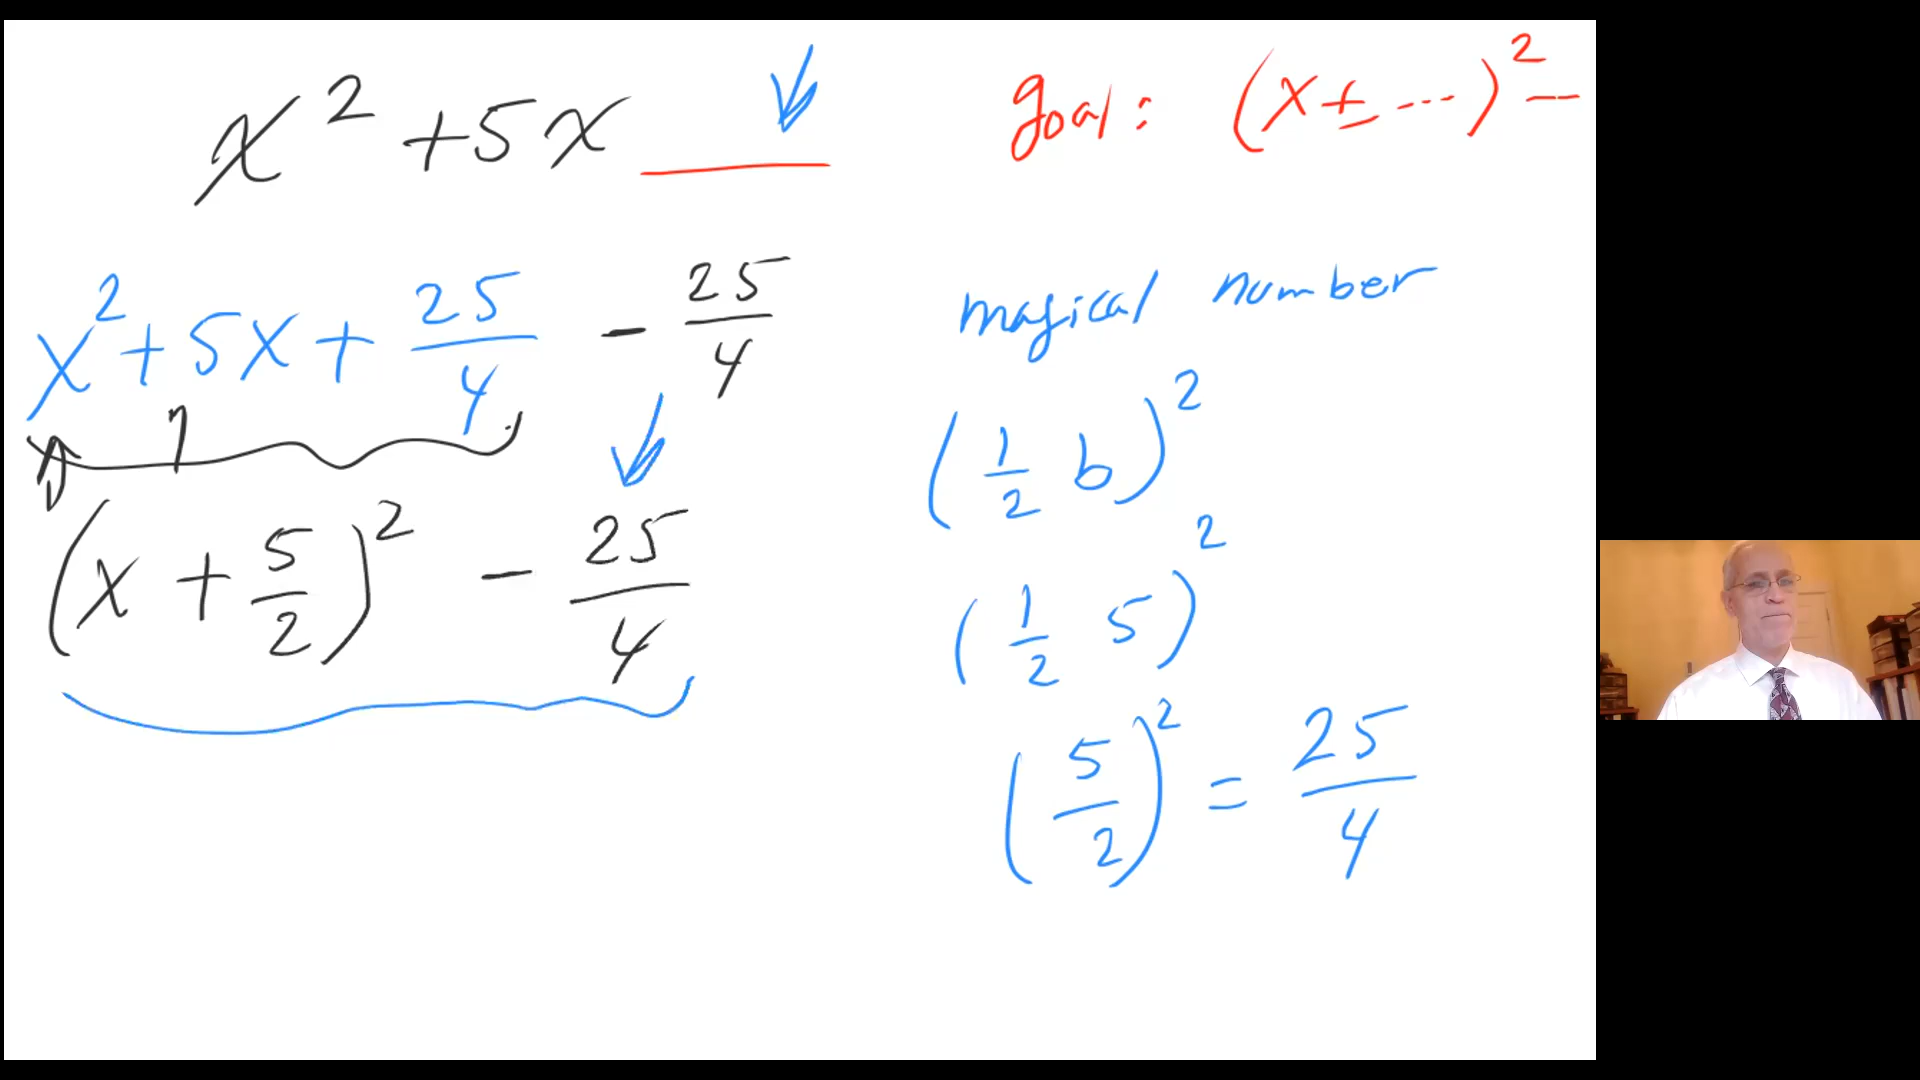 x² + 5x ___
goal: (x ± ...)² —
x² + 5x + 25/4 - 25/4
(x + 5/2)² - 25/4
magical number
(1/2 b)²
(1/2 5)²
(5/2)² = 25/4